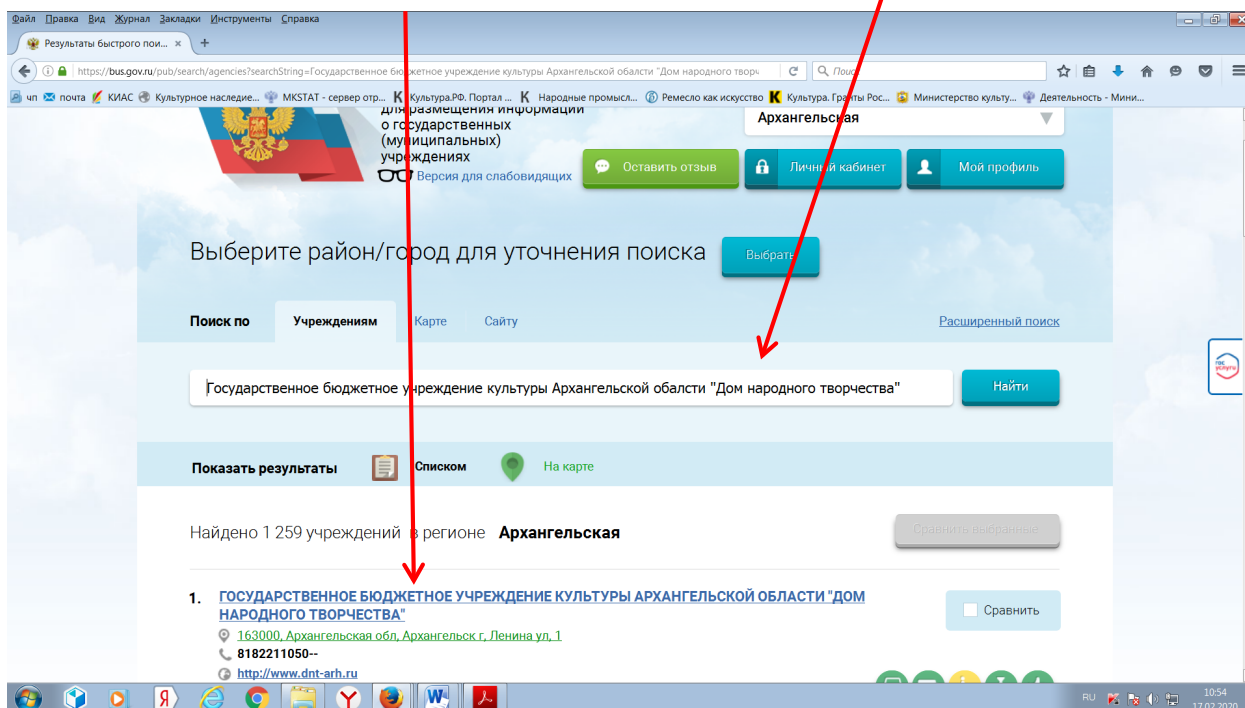 Файл Правка Вид Журнал Закладки Инструменты Справка
Результаты быстрого пои... × +
https://bus.gov.ru/pub/search/agencies?searchString=Государственное бюджетное учреждение культуры Архангельской обалсти "Дом народного творч
Поиск
чп почта КИАС Культурное наследие... MKSTAT - сервер отр... Культура.РФ. Портал ... Народные промысл... Ремесло как искусство Культура. Гранты Рос... Министерство культу... Деятельность - Мини...
для размещения информации
о государственных
(муниципальных)
учреждениях
Версия для слабовидящих
Архангельская
Оставить отзыв
Личный кабинет
Мой профиль
Выберите район/город для уточнения поиска
Выбрать
Поиск по Учреждениям Карте Сайту Расширенный поиск
Государственное бюджетное учреждение культуры Архангельской обалсти "Дом народного творчества"
Найти
гос
услуги
Показать результаты Списком На карте
Найдено 1 259 учреждений в регионе Архангельская
Сравнить выбранные
1. ГОСУДАРСТВЕННОЕ БЮДЖЕТНОЕ УЧРЕЖДЕНИЕ КУЛЬТУРЫ АРХАНГЕЛЬСКОЙ ОБЛАСТИ "ДОМ
НАРОДНОГО ТВОРЧЕСТВА"
Сравнить
163000, Архангельская обл, Архангельск г, Ленина ул, 1
8182211050--
http://www.dnt-arh.ru
RU
10:54
17.02.2020